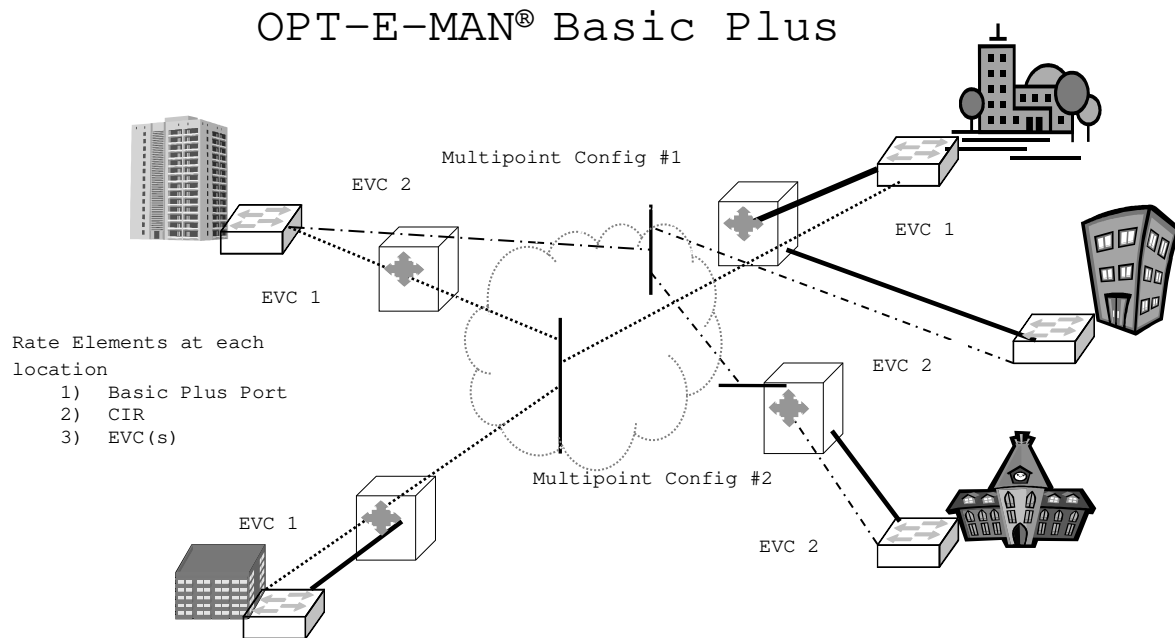 OPT-E-MAN® Basic Plus
Multipoint Config #1
EVC 2
EVC 1
EVC 1
Rate Elements at each
location
1) Basic Plus Port
2) CIR
3) EVC(s)
EVC 2
Multipoint Config #2
EVC 1
EVC 2